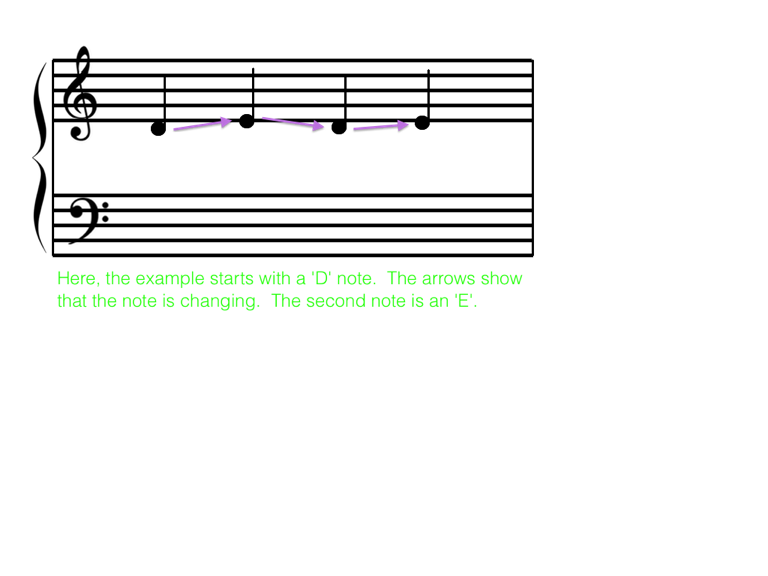 Here, the example starts with a 'D' note.  The arrows show
that the note is changing.  The second note is an 'E'.